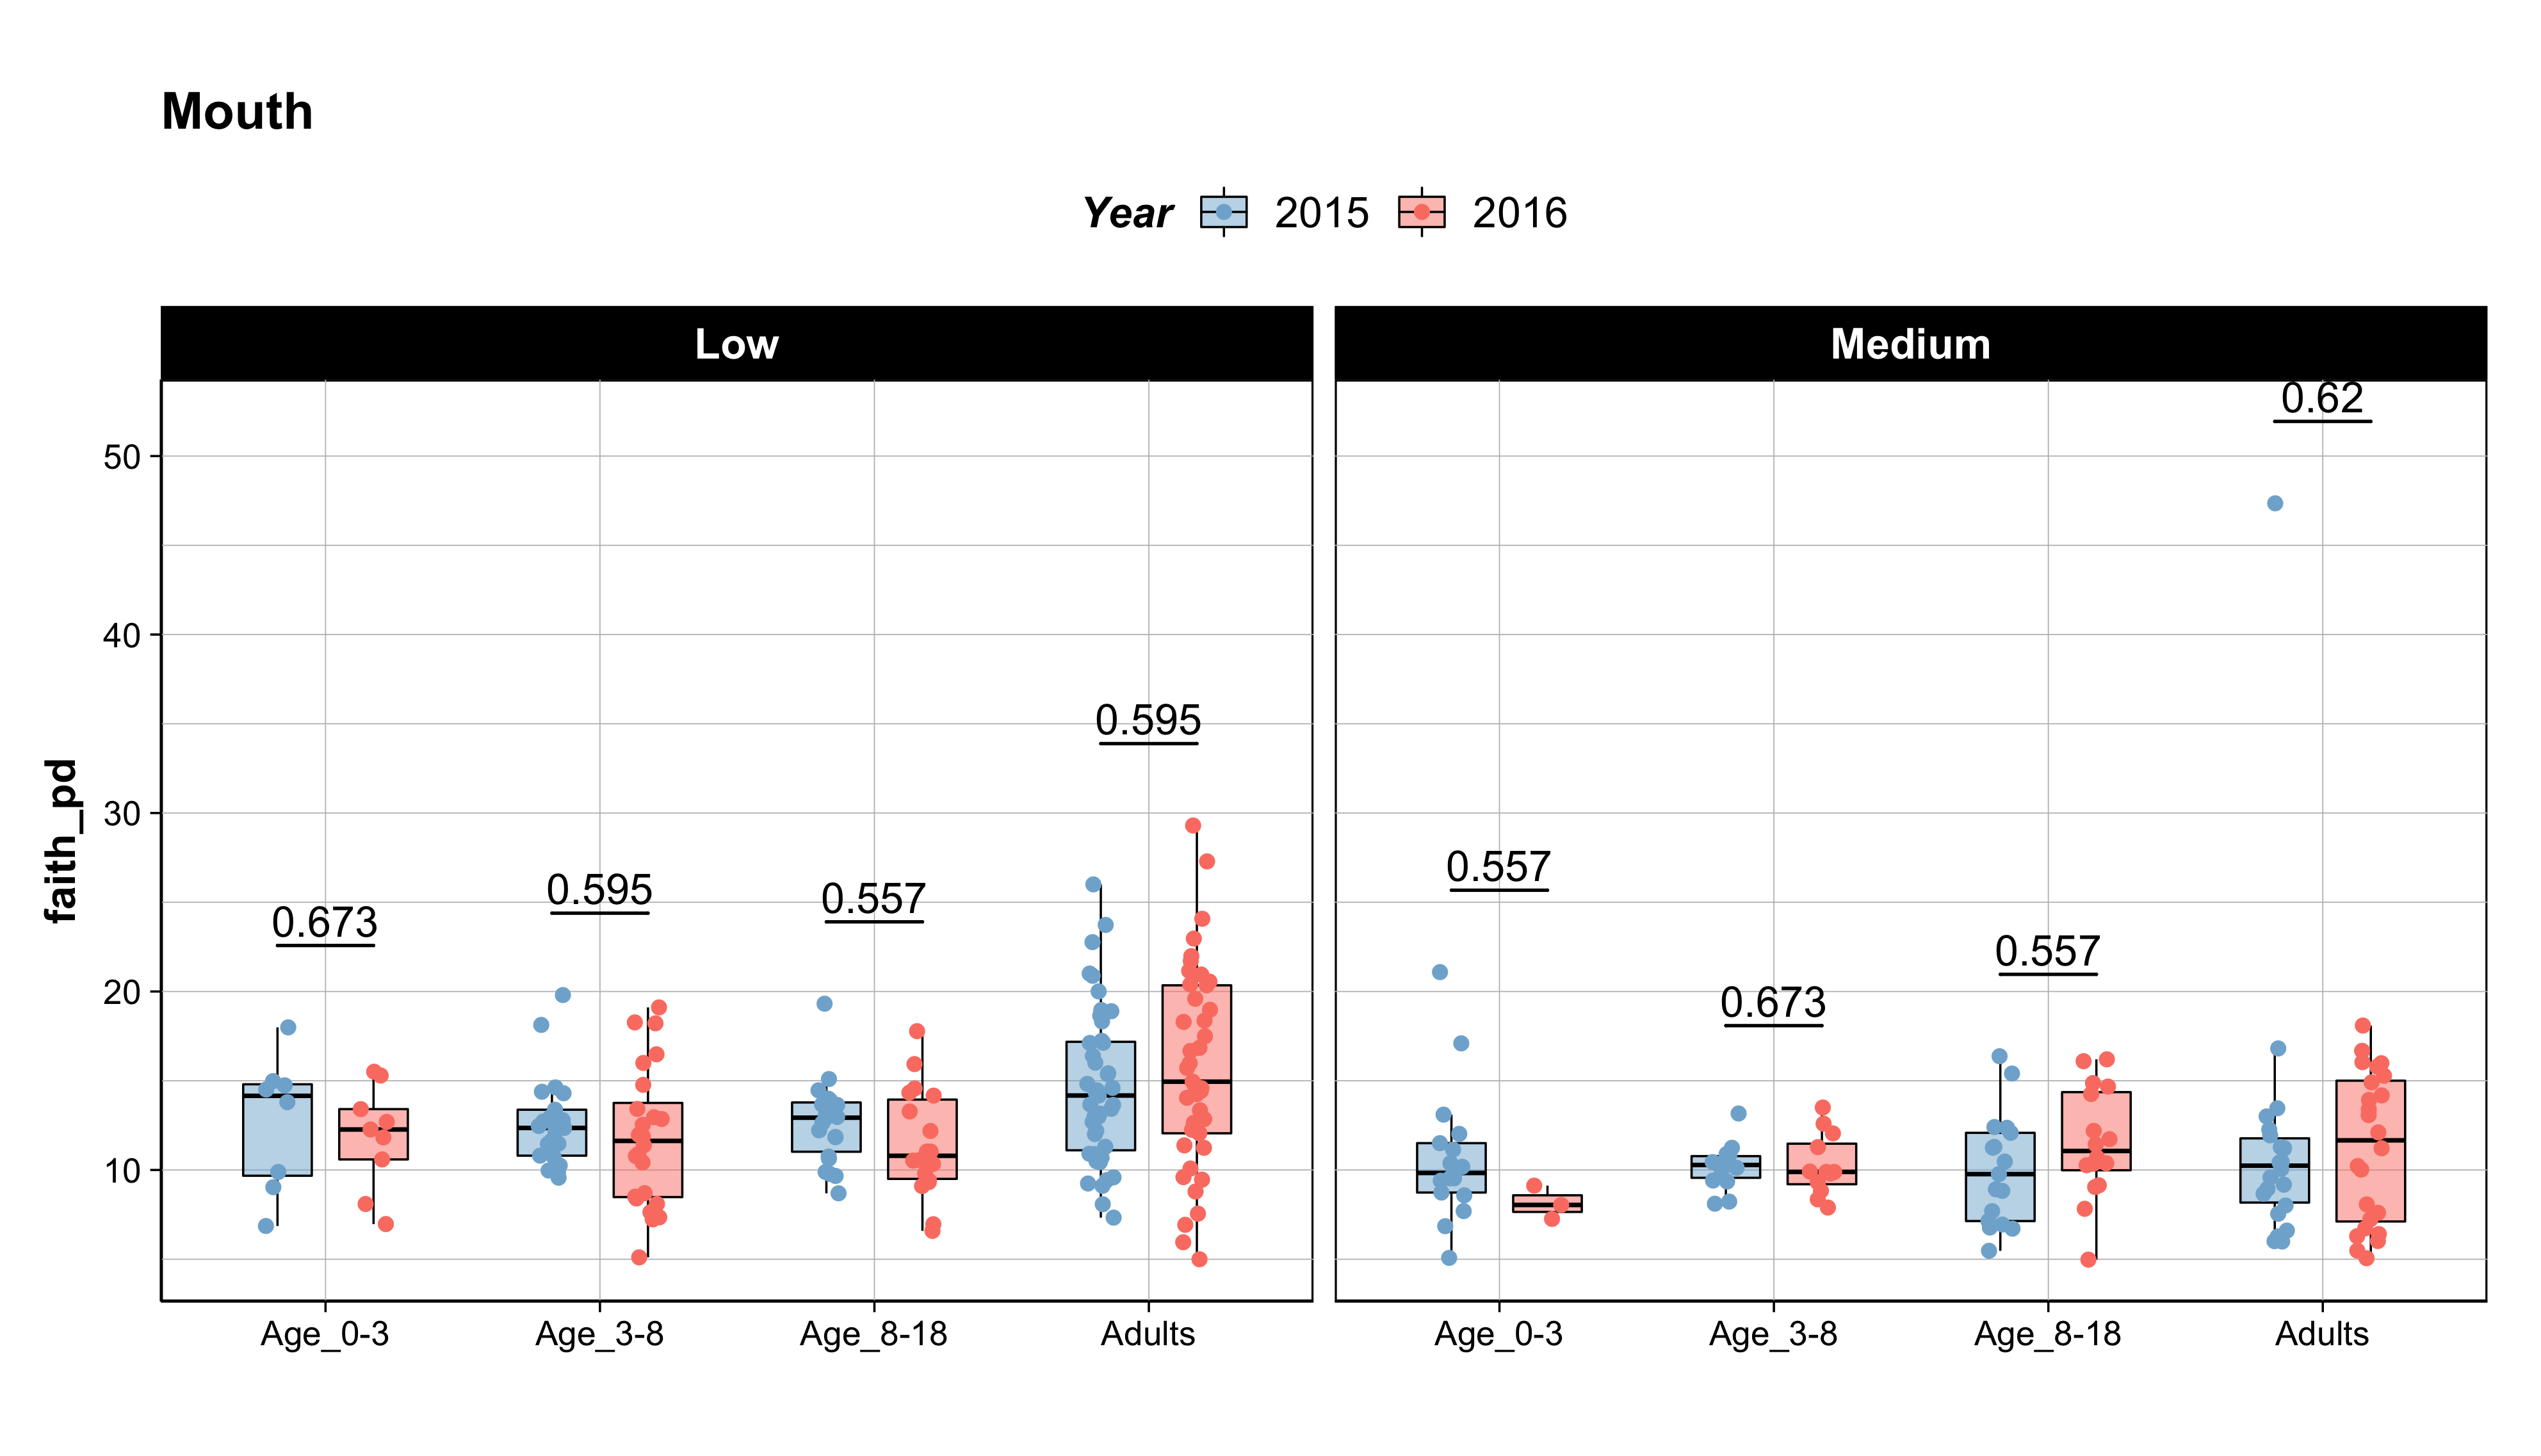 Mouth
Year 2015 2016
Low Medium
0.62
50
40
30
20
10
faith_pd
0.595
0.673 0.595 0.557
0.557 0.673 0.557
Age_0-3 Age_3-8 Age_8-18 Adults Age_0-3 Age_3-8 Age_8-18 Adults